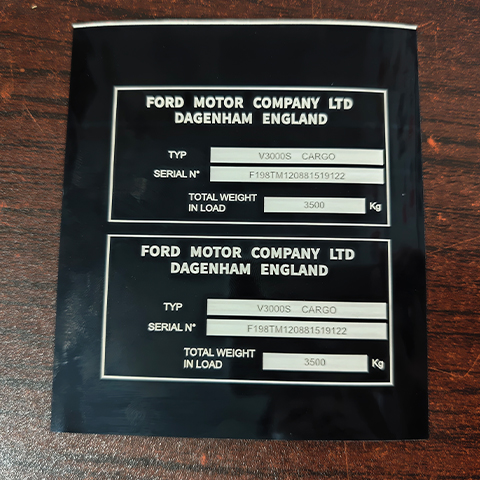 FORD MOTOR COMPANY LTD
DAGENHAM ENGLAND
TYP V3000S CARGO
SERIAL N° F198TM120881519122
TOTAL WEIGHT
IN LOAD 3500 Kg
FORD MOTOR COMPANY LTD
DAGENHAM ENGLAND
TYP V3000S CARGO
SERIAL N° F198TM120881519122
TOTAL WEIGHT
IN LOAD 3500 Kg